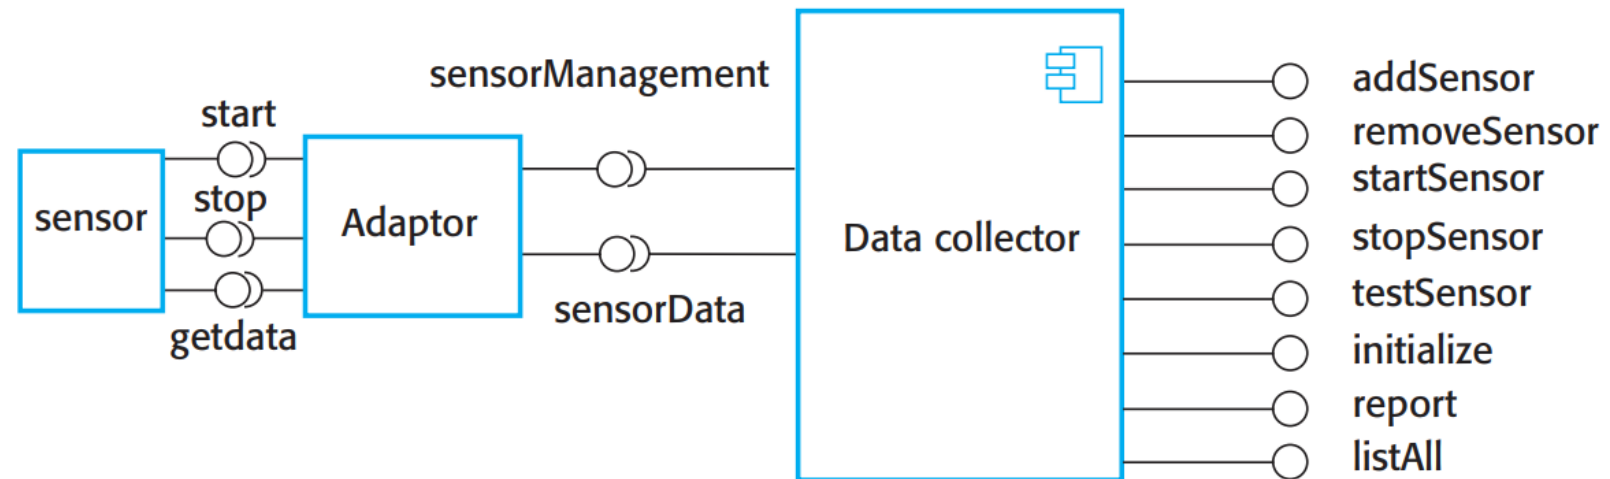 sensorManagement
start
stop
sensor
getdata
Adaptor
sensorData
Data collector
addSensor
removeSensor
startSensor
stopSensor
testSensor
initialize
report
listAll